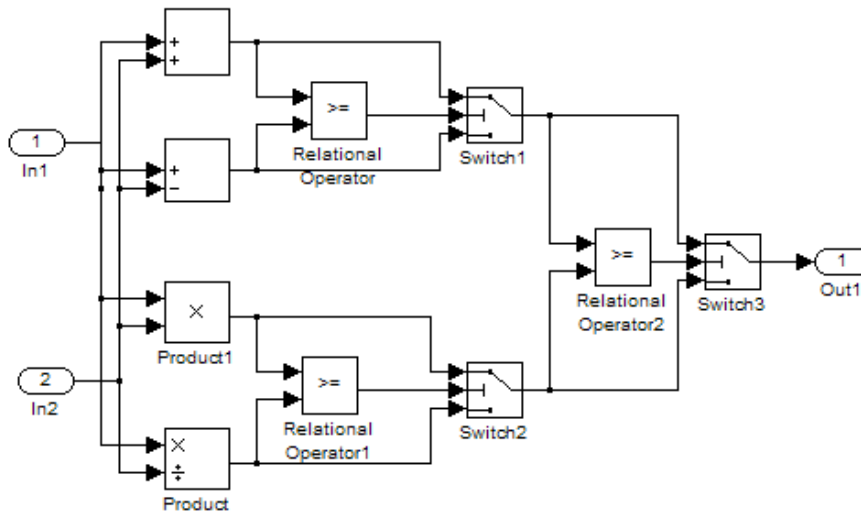 +
+
>=
Relational
Operator
Switch1
1
In1
+
−
>=
Relational
Operator2
Switch3
1
Out1
×
Product1
>=
Relational
Operator1
Switch2
2
In2
×
÷
Product